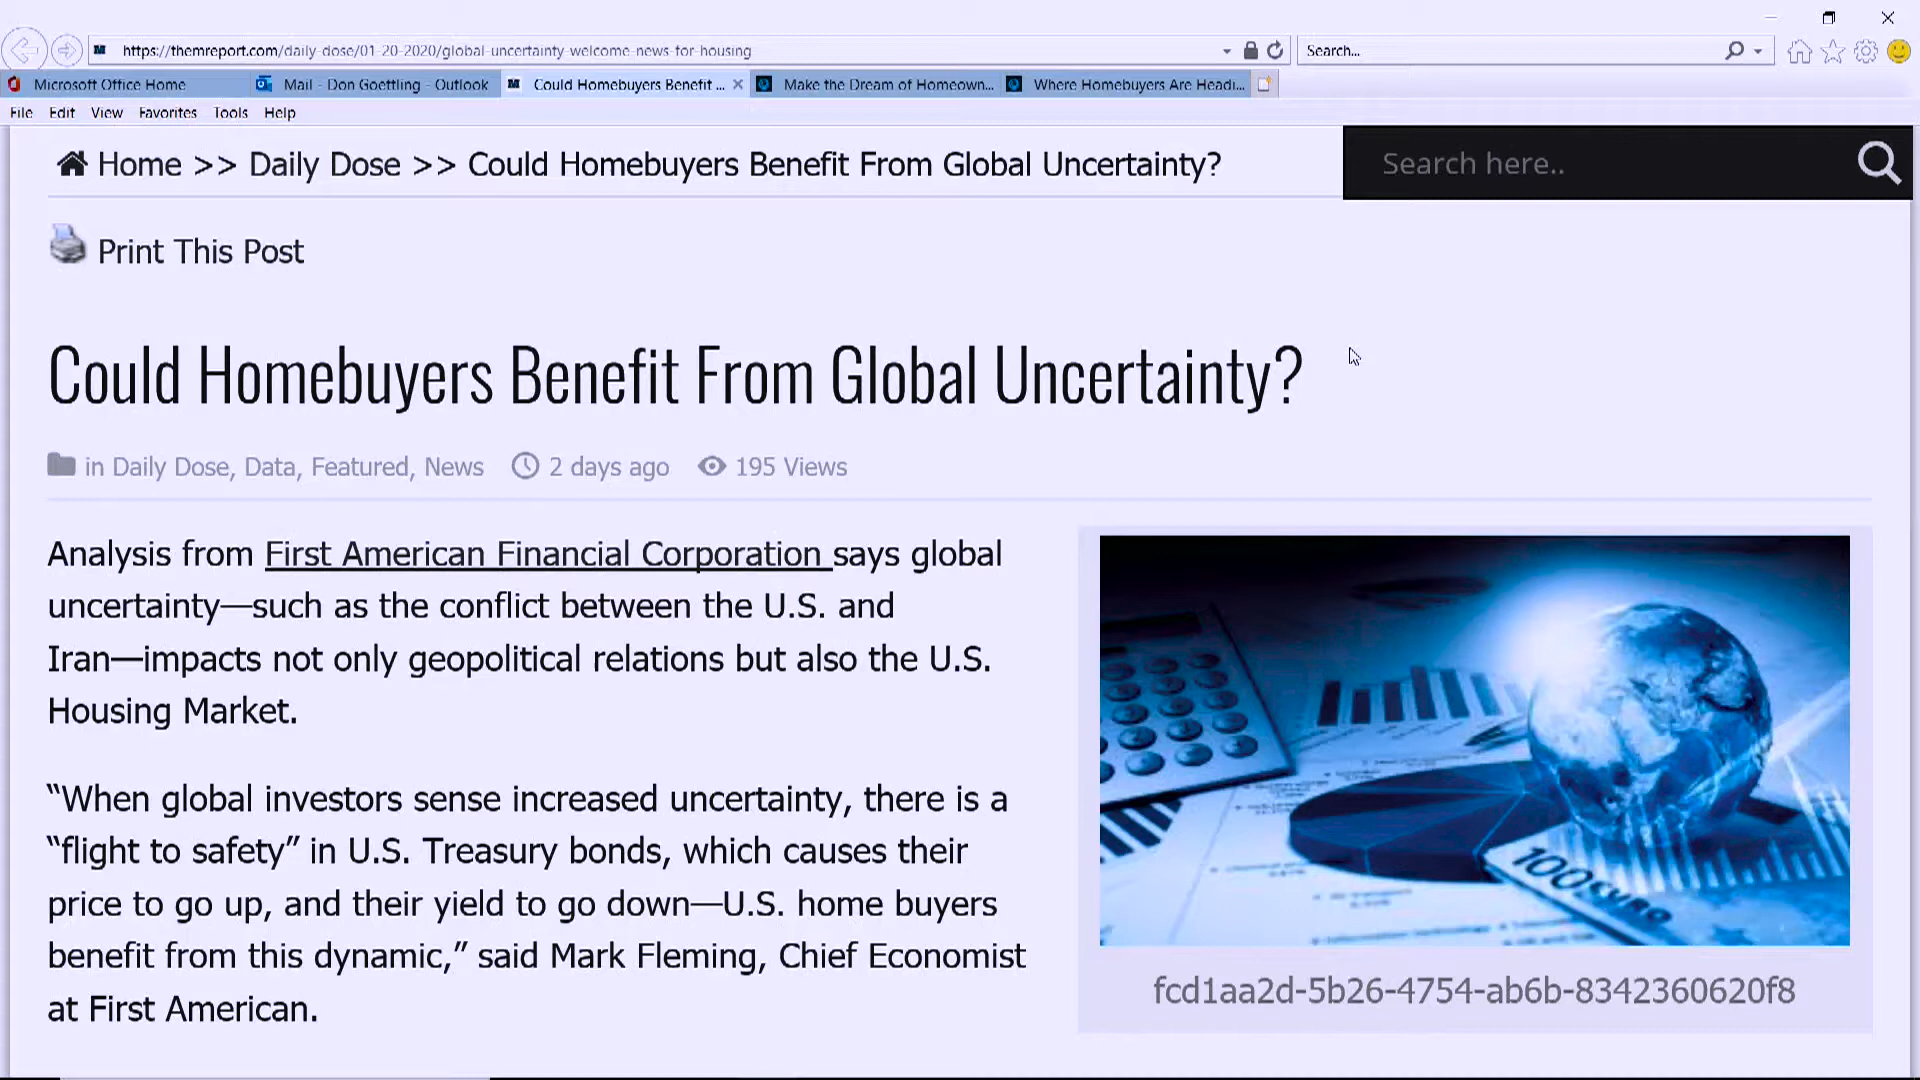 https://themreport.com/daily-dose/01-20-2020/global-uncertainty-welcome-news-for-housing
Search...
Microsoft Office Home
Mail - Don Goettling - Outlook
Could Homebuyers Benefit ...
Make the Dream of Homeown...
Where Homebuyers Are Headi...
File Edit View Favorites Tools Help
Home >> Daily Dose >> Could Homebuyers Benefit From Global Uncertainty?
Search here..
Print This Post
Could Homebuyers Benefit From Global Uncertainty?
in Daily Dose, Data, Featured, News 2 days ago 195 Views
Analysis from First American Financial Corporation says global
uncertainty—such as the conflict between the U.S. and
Iran—impacts not only geopolitical relations but also the U.S.
Housing Market.
“When global investors sense increased uncertainty, there is a
“flight to safety” in U.S. Treasury bonds, which causes their
price to go up, and their yield to go down—U.S. home buyers
benefit from this dynamic,” said Mark Fleming, Chief Economist
at First American.
100 EURO
fcd1aa2d-5b26-4754-ab6b-8342360620f8